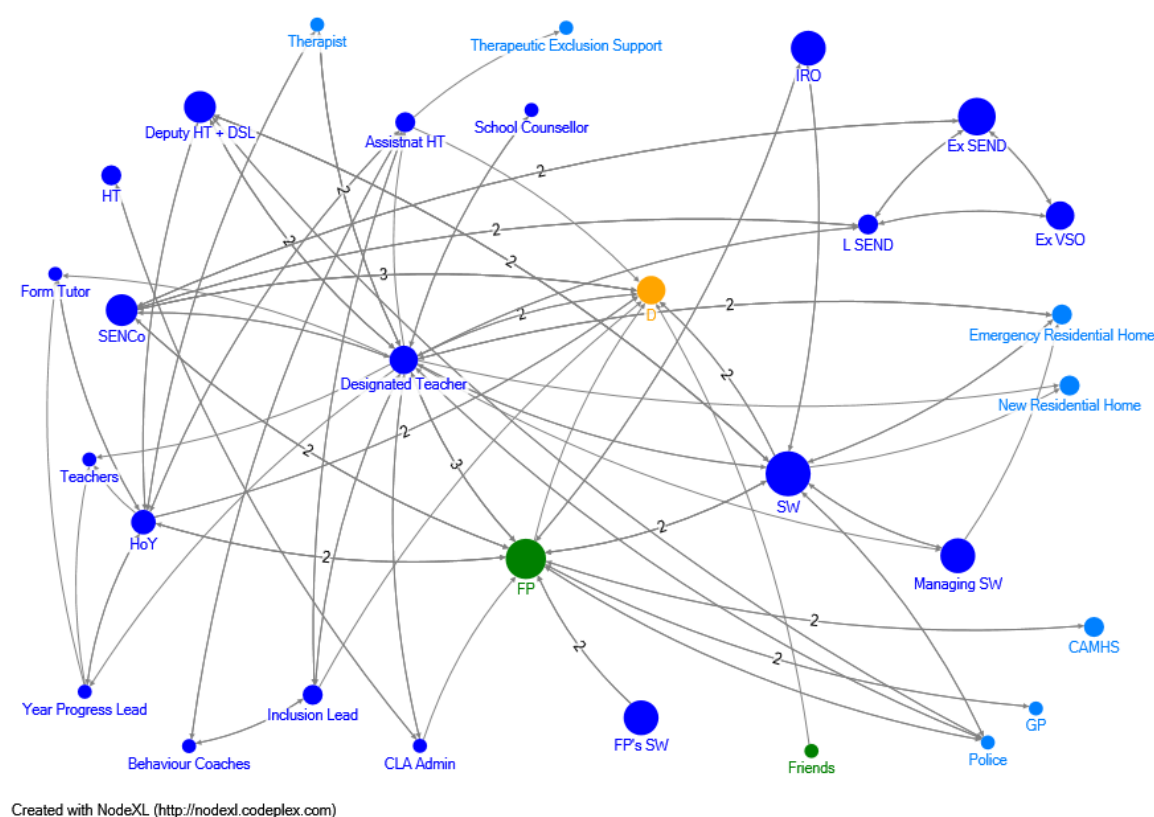 Therapist
Therapeutic Exclusion Support
IRO
Deputy HT + DSL
Assistnat HT
School Counsellor
Ex SEND
HT
2
2
L SEND
Ex VSO
2
2
2
Form Tutor
3
D
SENCo
2
2
Emergency Residential Home
Designated Teacher
2
New Residential Home
2
2
3
Teachers
SW
HoY
2
2
FP
Managing SW
2
CAMHS
2
2
Year Progress Lead
Inclusion Lead
FP's SW
GP
Behaviour Coaches
CLA Admin
Friends
Police
Created with NodeXL (http://nodexl.codeplex.com)